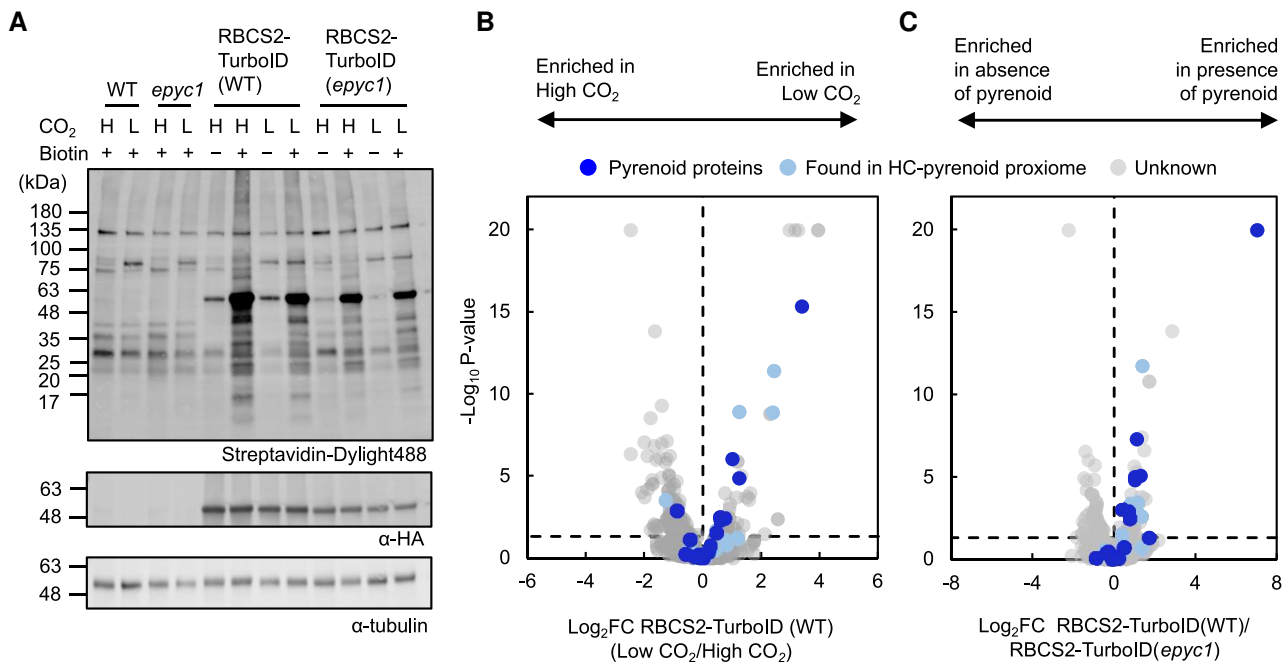 A
WT
epyc1
RBCS2-
TurboID
(WT)
RBCS2-
TurboID
(epyc1)
CO₂ H L H L H H L L H H L L
Biotin + + + + − + − + − + − +
(kDa)
180
135
100
75
63
48
35
25
20
17
Streptavidin-Dylight488
63
48
α-HA
63
48
α-tubulin
B
Enriched in
High CO₂
Enriched in
Low CO₂
C
Enriched
in absence
of pyrenoid
Enriched
in presence
of pyrenoid
Pyrenoid proteins
Found in HC-pyrenoid proxiome
Unknown
-Log₁₀ P-value
20
15
10
5
0
-6 -4 -2 0 2 4 6
Log₂FC RBCS2-TurboID (WT)
(Low CO₂/High CO₂)
20
15
10
5
0
-8 -4 0 4 8
Log₂FC RBCS2-TurboID(WT)/
RBCS2-TurboID(epyc1)